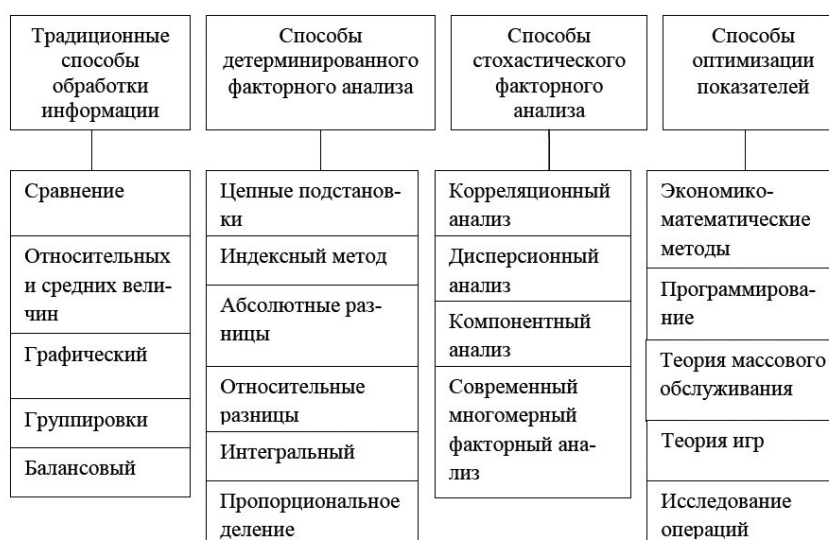 Традиционные
способы
обработки
информации
Сравнение
Относительных
и средних вели-
чин
Графический
Группировки
Балансовый
Способы
детерминированного
факторного анализа
Цепные подстанов-
ки
Индексный метод
Абсолютные раз-
ницы
Относительные
разницы
Интегральный
Пропорциональное
деление
Способы
стохастического
факторного
анализа
Корреляционный
анализ
Дисперсионный
анализ
Компонентный
анализ
Современный
многомерный
факторный ана-
лиз
Способы
оптимизации
показателей
Экономико-
математические
методы
Программирова-
ние
Теория массового
обслуживания
Теория игр
Исследование
операций